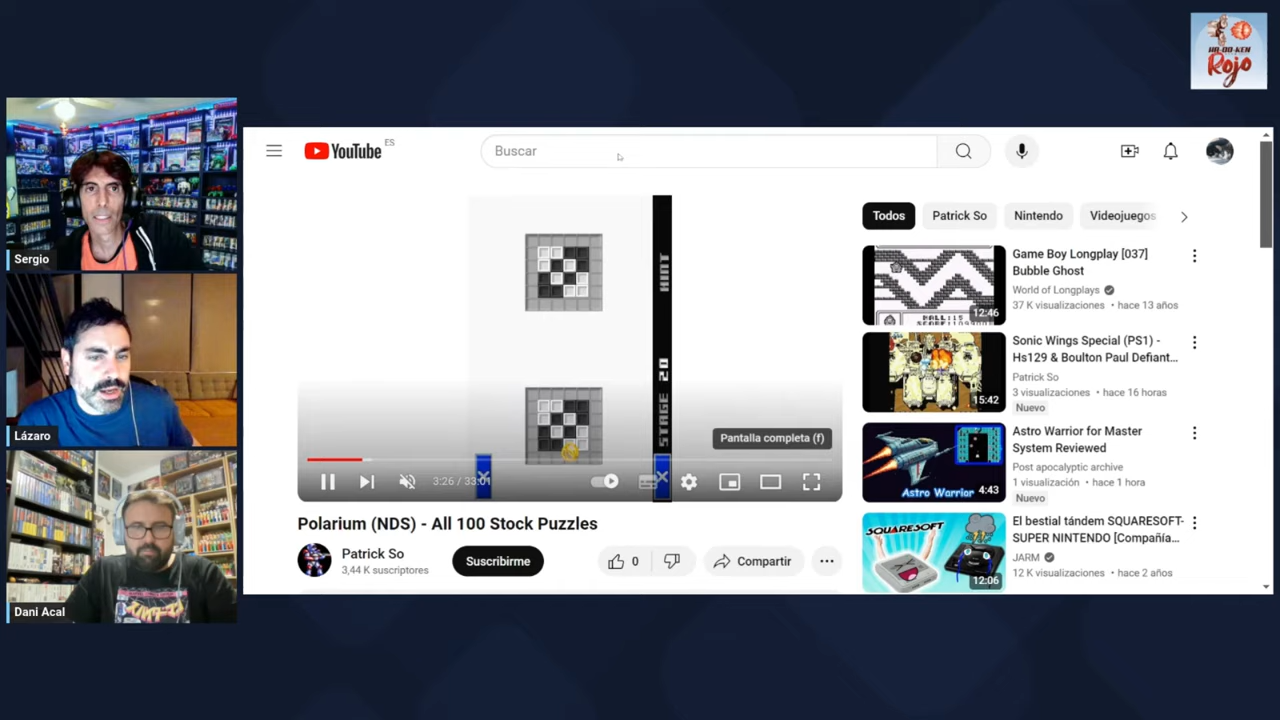 HA-DO-KEN
Rojo
Sergio
Lázaro
Dani Acal
YouTube
ES
Buscar
HINT
STAGE 20
Pantalla completa (f)
3:26 / 33:01
Polarium (NDS) - All 100 Stock Puzzles
Patrick So
3,44 K suscriptores
Suscribirme
0
Compartir
Todos
Patrick So
Nintendo
Videojuegos
Game Boy Longplay [037]
Bubble Ghost
World of Longplays
37 K visualizaciones • hace 13 años
12:46
Sonic Wings Special (PS1) -
Hs129 & Boulton Paul Defiant...
Patrick So
3 visualizaciones • hace 16 horas
Nuevo
15:42
Astro Warrior for Master
System Reviewed
Post apocalyptic archive
1 visualización • hace 1 hora
Nuevo
Astro Warrior
4:43
El bestial tándem SQUARESOFT-
SUPER NINTENDO [Compañía...
JARM
12 K visualizaciones • hace 2 años
SQUARESOFT
12:06